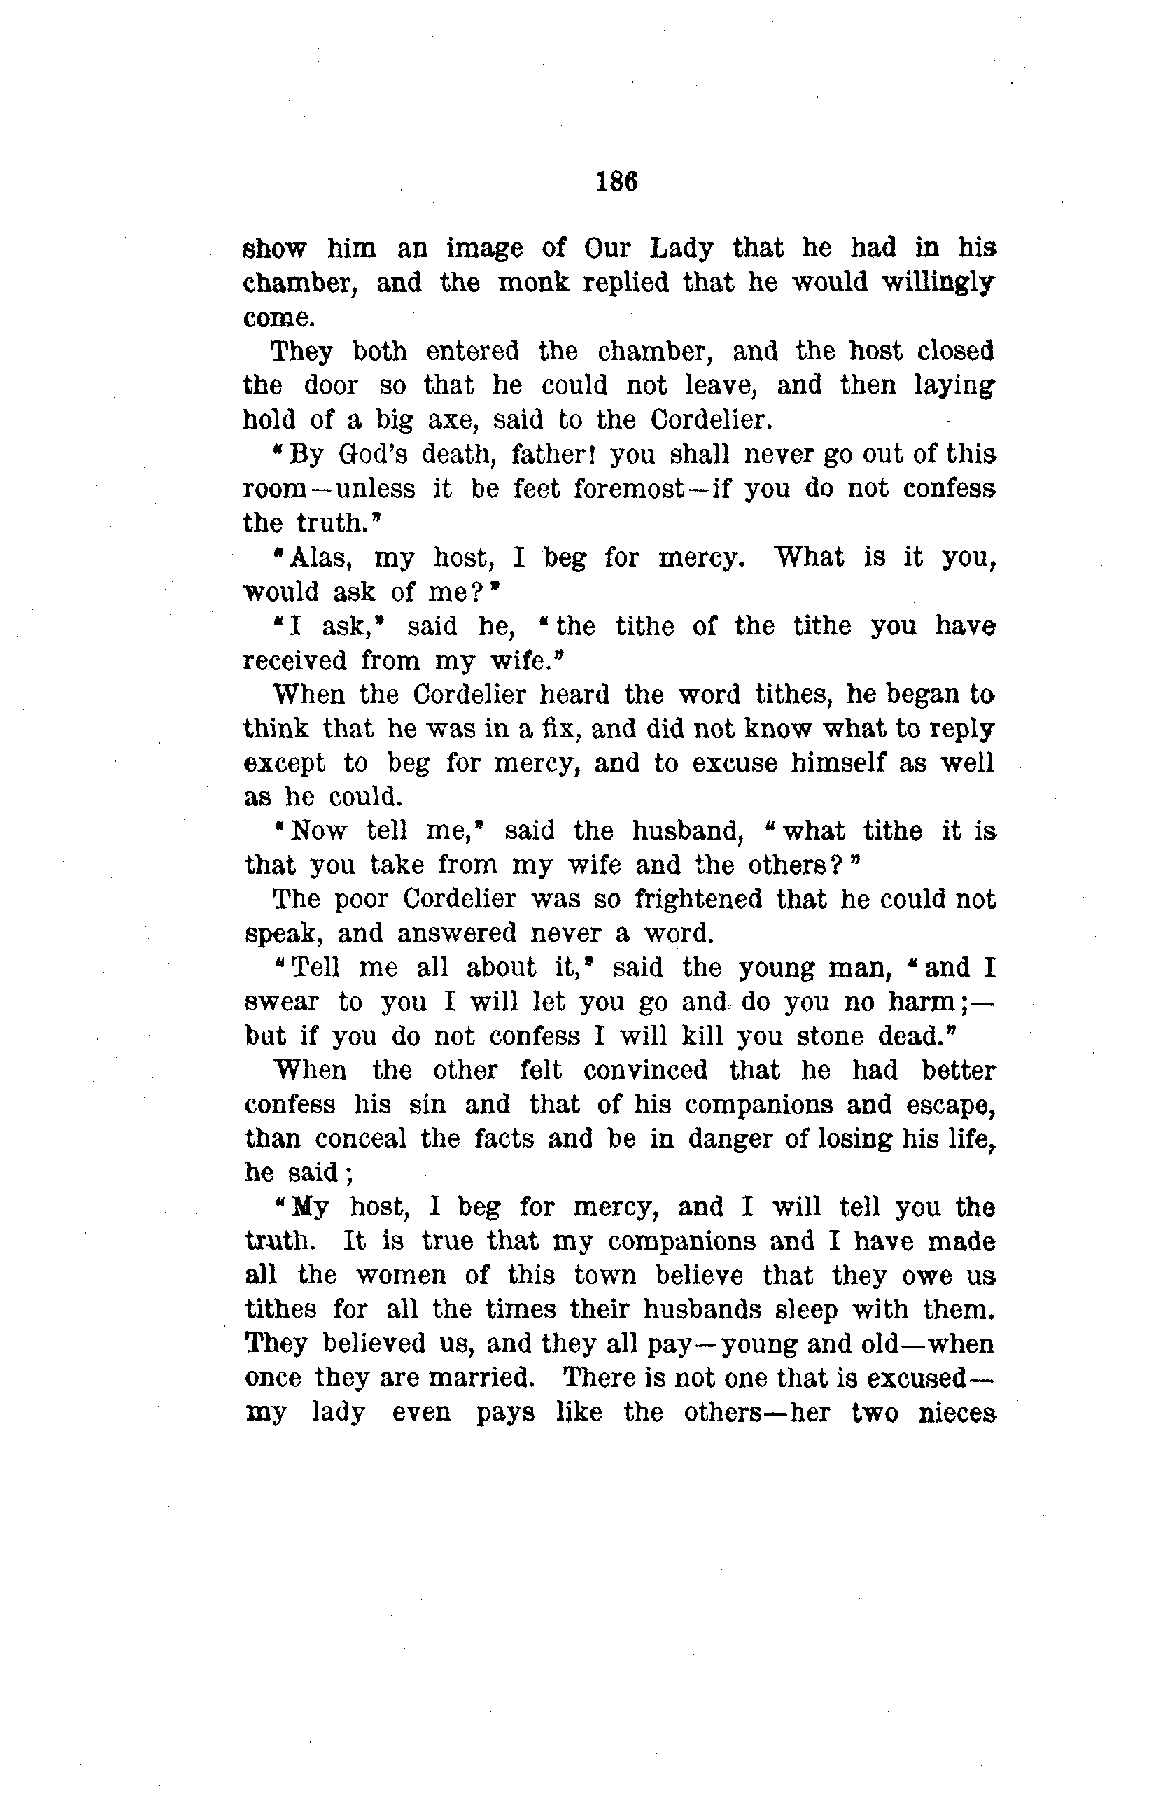 186
show him an image of Our Lady that he had in his
chamber, and the monk replied that he would willingly
come.
They both entered the chamber, and the host closed
the door so that he could not leave, and then laying
hold of a big axe, said to the Cordelier.
"By God's death, father! you shall never go out of this
room—unless it be feet foremost—if you do not confess
the truth."
"Alas, my host, I beg for mercy. What is it you,
would ask of me?"
"I ask," said he, "the tithe of the tithe you have
received from my wife."
When the Cordelier heard the word tithes, he began to
think that he was in a fix, and did not know what to reply
except to beg for mercy, and to excuse himself as well
as he could.
"Now tell me," said the husband, "what tithe it is
that you take from my wife and the others?"
The poor Cordelier was so frightened that he could not
speak, and answered never a word.
"Tell me all about it," said the young man, "and I
swear to you I will let you go and do you no harm;—
but if you do not confess I will kill you stone dead."
When the other felt convinced that he had better
confess his sin and that of his companions and escape,
than conceal the facts and be in danger of losing his life,
he said;
"My host, I beg for mercy, and I will tell you the
truth. It is true that my companions and I have made
all the women of this town believe that they owe us
tithes for all the times their husbands sleep with them.
They believed us, and they all pay—young and old—when
once they are married. There is not one that is excused—
my lady even pays like the others—her two nieces